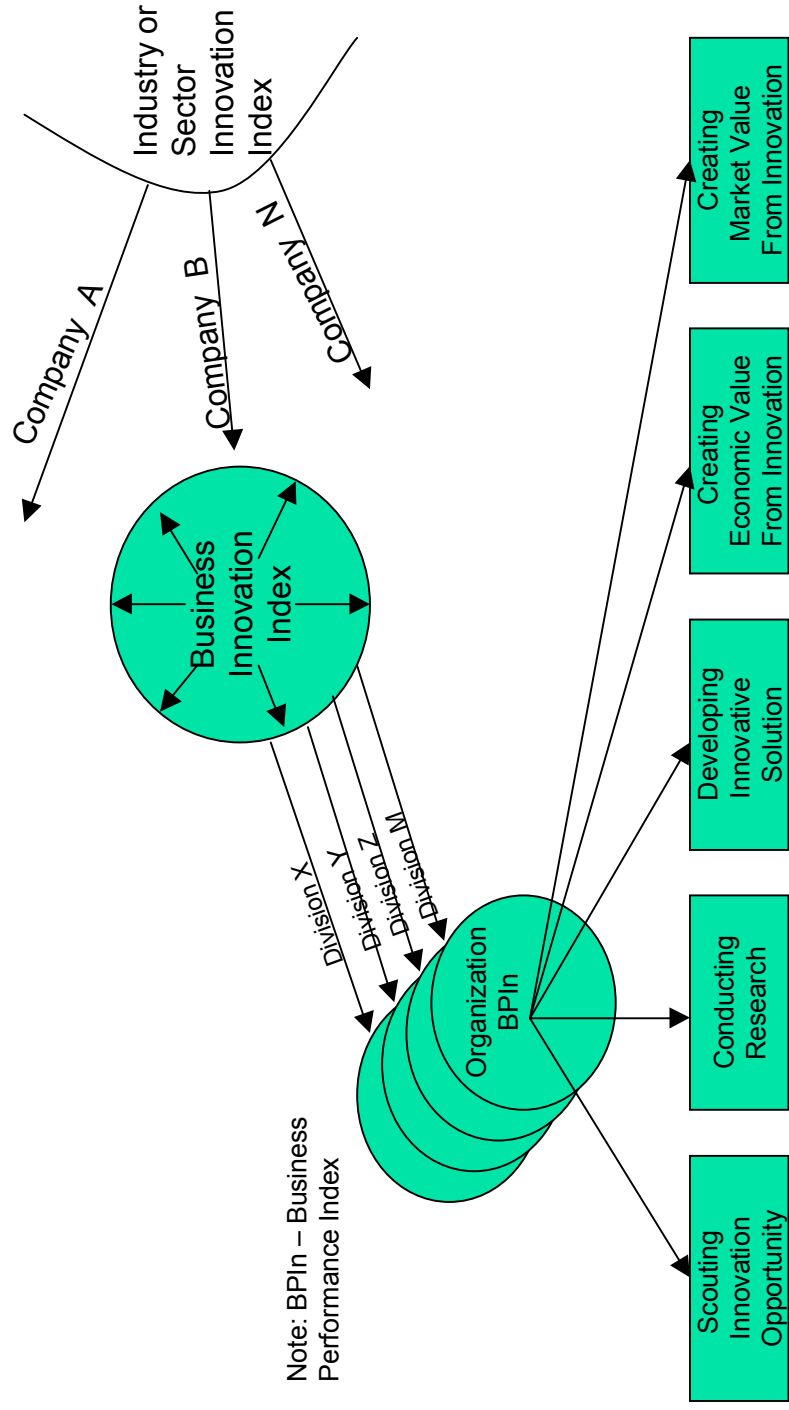 Industry or
Sector
Innovation
Index
Company A
Company B
Company N
Business
Innovation
Index
Division X
Division Y
Division Z
Division M
Organization
BPIn
Note: BPIn – Business
Performance Index
Scouting
Innovation
Opportunity
Conducting
Research
Developing
Innovative
Solution
Creating
Economic Value
From Innovation
Creating
Market Value
From Innovation